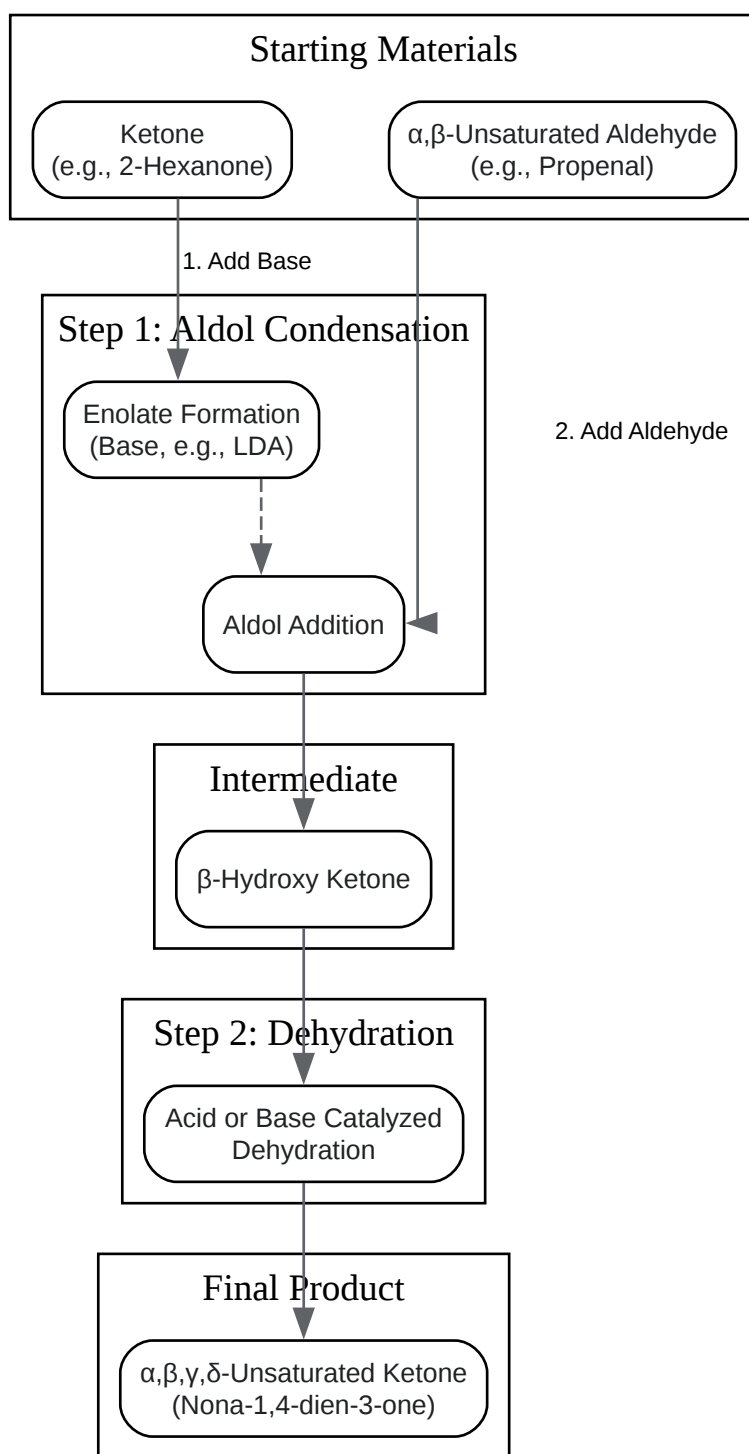 Starting Materials
Ketone
(e.g., 2-Hexanone)
α,β-Unsaturated Aldehyde
(e.g., Propenal)
1. Add Base
Step 1: Aldol Condensation
Enolate Formation
(Base, e.g., LDA)
2. Add Aldehyde
Aldol Addition
Intermediate
β-Hydroxy Ketone
Step 2: Dehydration
Acid or Base Catalyzed
Dehydration
Final Product
α,β,γ,δ-Unsaturated Ketone
(Nona-1,4-dien-3-one)